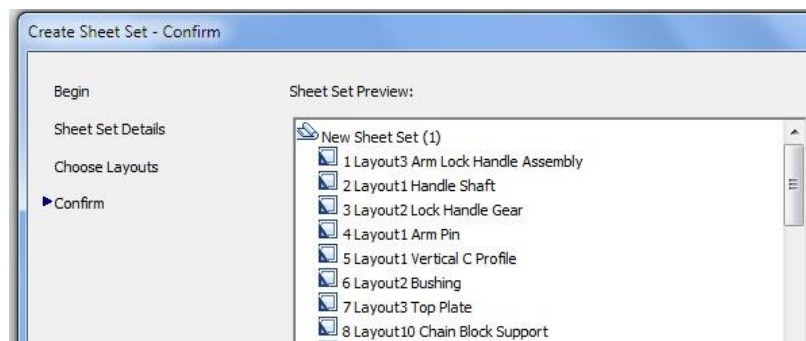 Create Sheet Set - Confirm
Begin
Sheet Set Details
Choose Layouts
Confirm
Sheet Set Preview:
New Sheet Set (1)
1 Layout3 Arm Lock Handle Assembly
2 Layout1 Handle Shaft
3 Layout2 Lock Handle Gear
4 Layout1 Arm Pin
5 Layout1 Vertical C Profile
6 Layout2 Bushing
7 Layout3 Top Plate
8 Layout10 Chain Block Support